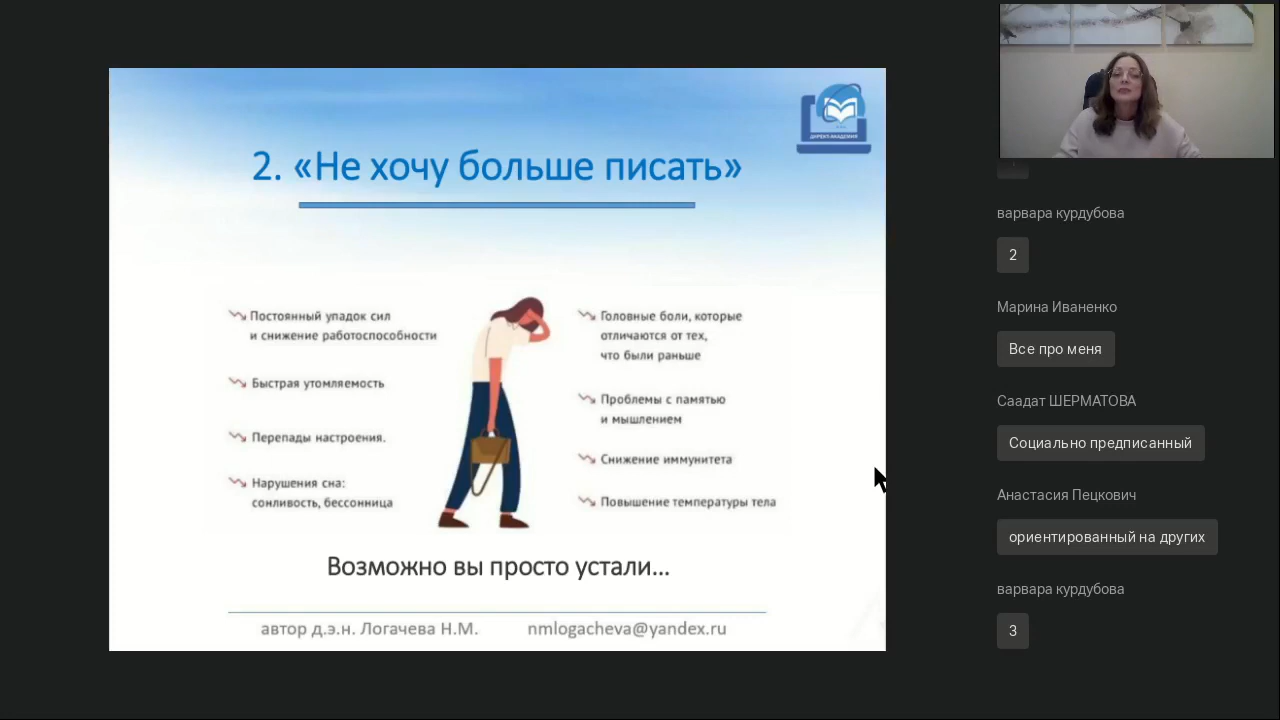 ДИРЕКТ-АКАДЕМИЯ
2. «Не хочу больше писать»
Постоянный упадок сил
и снижение работоспособности
Быстрая утомляемость
Перепады настроения.
Нарушения сна:
сонливость, бессонница
Головные боли, которые
отличаются от тех,
что были раньше
Проблемы с памятью
и мышлением
Снижение иммунитета
Повышение температуры тела
Возможно вы просто устали...
автор д.э.н. Логачева Н.М. nmlogacheva@yandex.ru
варвара курдубова
2
Марина Иваненко
Все про меня
Саадат ШЕРМАТОВА
Социально предписанный
Анастасия Пецкович
ориентированный на других
варвара курдубова
3